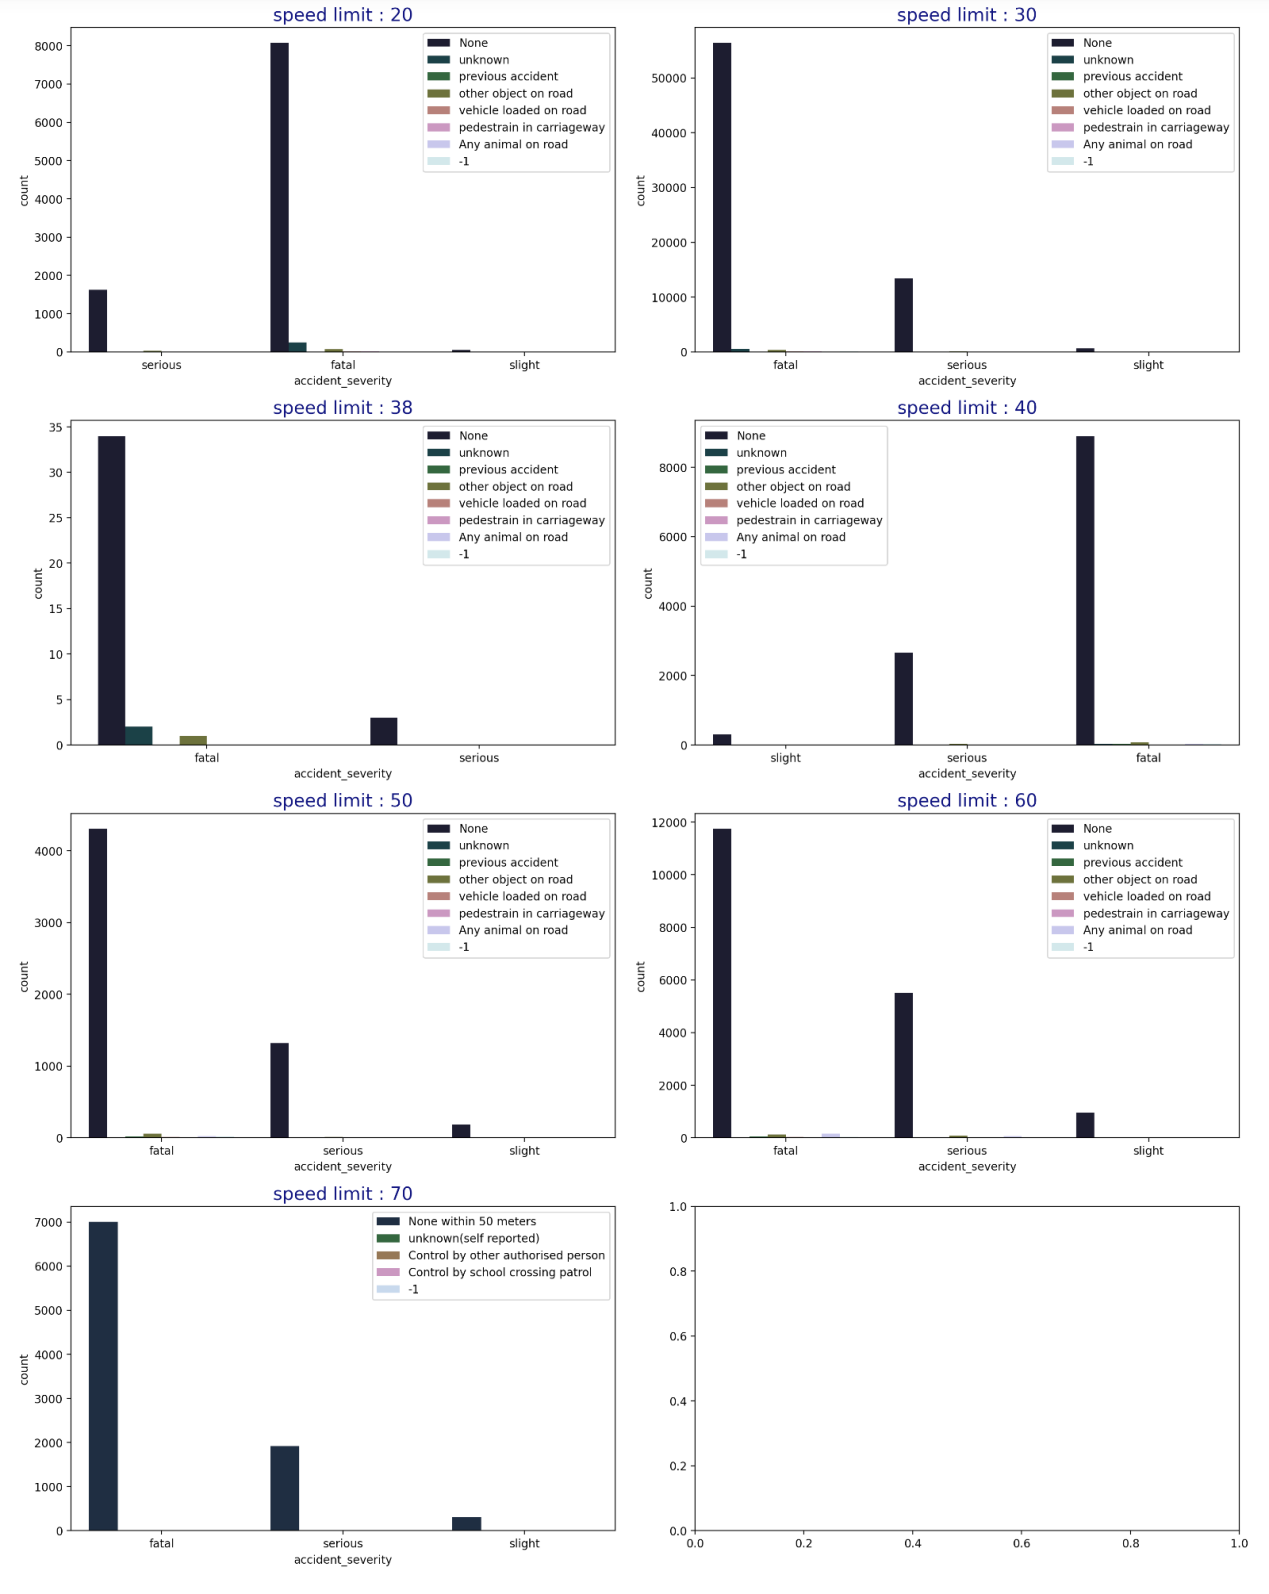 speed limit : 20
8000
7000
6000
5000
4000
3000
2000
1000
0
count
None
unknown
previous accident
other object on road
vehicle loaded on road
pedestrain in carriageway
Any animal on road
-1
serious
fatal
slight
accident_severity
speed limit : 30
50000
40000
30000
20000
10000
0
count
None
unknown
previous accident
other object on road
vehicle loaded on road
pedestrain in carriageway
Any animal on road
-1
fatal
serious
slight
accident_severity
speed limit : 38
35
30
25
20
15
10
5
0
count
None
unknown
previous accident
other object on road
vehicle loaded on road
pedestrain in carriageway
Any animal on road
-1
fatal
serious
accident_severity
speed limit : 40
8000
6000
4000
2000
0
count
None
unknown
previous accident
other object on road
vehicle loaded on road
pedestrain in carriageway
Any animal on road
-1
slight
serious
fatal
accident_severity
speed limit : 50
4000
3000
2000
1000
0
count
None
unknown
previous accident
other object on road
vehicle loaded on road
pedestrain in carriageway
Any animal on road
-1
fatal
serious
slight
accident_severity
speed limit : 60
12000
10000
8000
6000
4000
2000
0
count
None
unknown
previous accident
other object on road
vehicle loaded on road
pedestrain in carriageway
Any animal on road
-1
fatal
serious
slight
accident_severity
speed limit : 70
7000
6000
5000
4000
3000
2000
1000
0
count
None within 50 meters
unknown(self reported)
Control by other authorised person
Control by school crossing patrol
-1
fatal
serious
slight
accident_severity
1.0
0.8
0.6
0.4
0.2
0.0
0.0 0.2 0.4 0.6 0.8 1.0